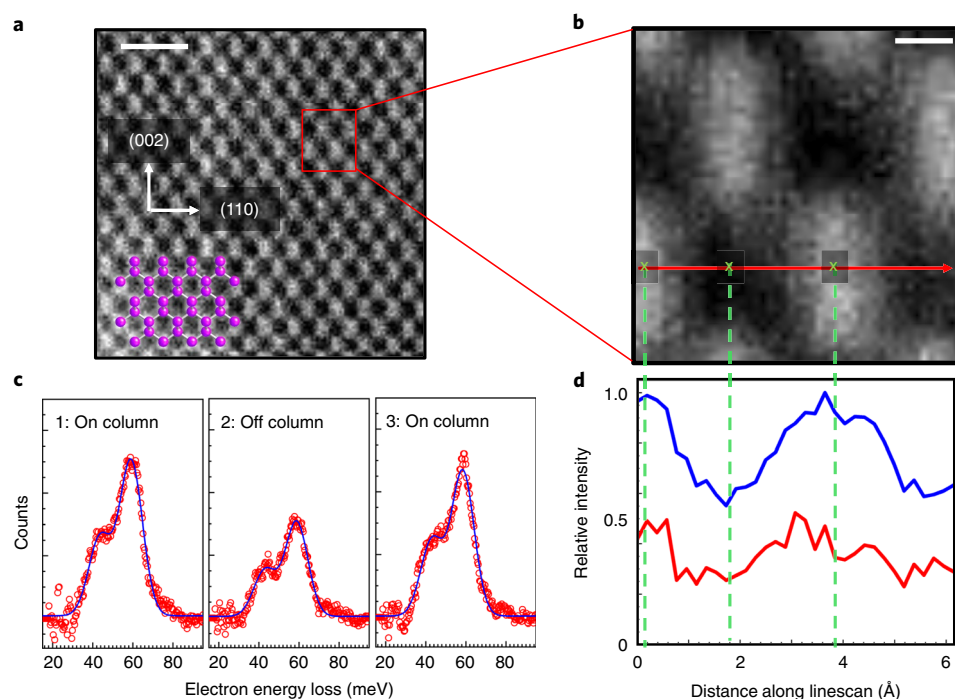 a
(002)
(110)
b
x x x
c
1: On column
2: Off column
3: On column
Counts
20 40 60 80
20 40 60 80
20 40 60 80
Electron energy loss (meV)
d
1.0
0.5
0
Relative intensity
0 2 4 6
Distance along linescan (Å)